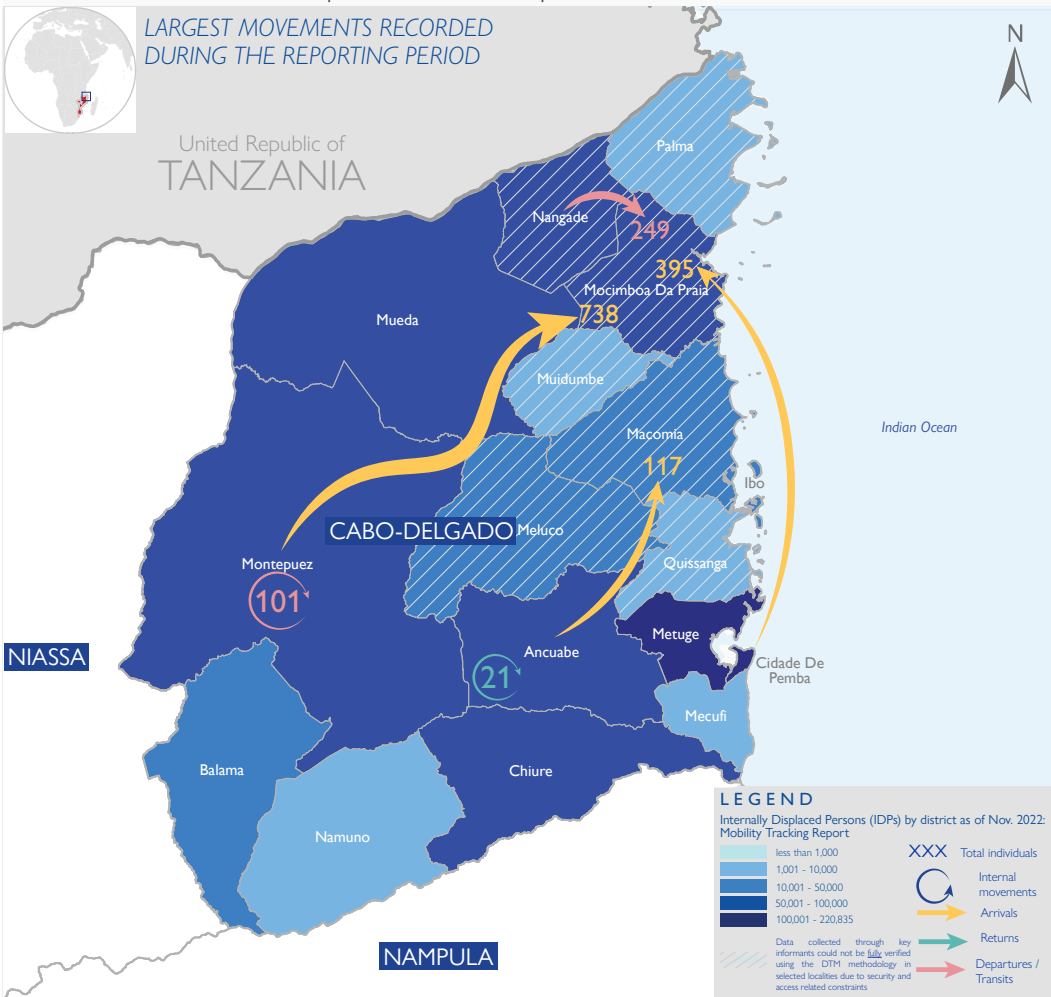 LARGEST MOVEMENTS RECORDED
DURING THE REPORTING PERIOD
N
United Republic of
TANZANIA
Palma
Nangade
249
395
Mocimboa Da Praia
738
Mueda
Muidumbe
Macomia
117
Indian Ocean
Ibo
CABO-DELGADO
Meluco
Montepuez
101
Quissanga
Metuge
NIASSA
Ancuabe
21
Cidade De
Pemba
Mecufi
Balama
Chiure
Namuno
NAMPULA
LEGEND
Internally Displaced Persons (IDPs) by district as of Nov. 2022:
Mobility Tracking Report
less than 1,000
1,001 - 10,000
10,001 - 50,000
50,001 - 100,000
100,001 - 220,835
Data collected through key
informants could not be fully verified
using the DTM methodology in
selected localities due to security and
access related constraints
XXX Total individuals
Internal
movements
Arrivals
Returns
Departures /
Transits